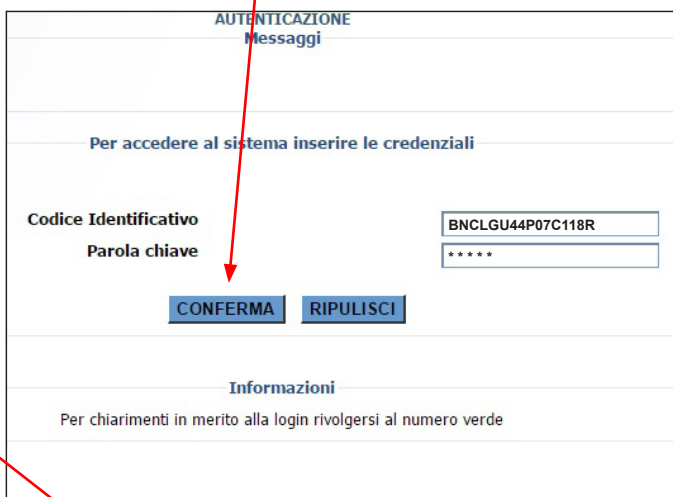 AUTENTICAZIONE
Messaggi
Per accedere al sistema inserire le credenziali
Codice Identificativo BNCLGU44P07C118R
Parola chiave * * * * *
CONFERMA RIPULISCI
Informazioni
Per chiarimenti in merito alla login rivolgersi al numero verde